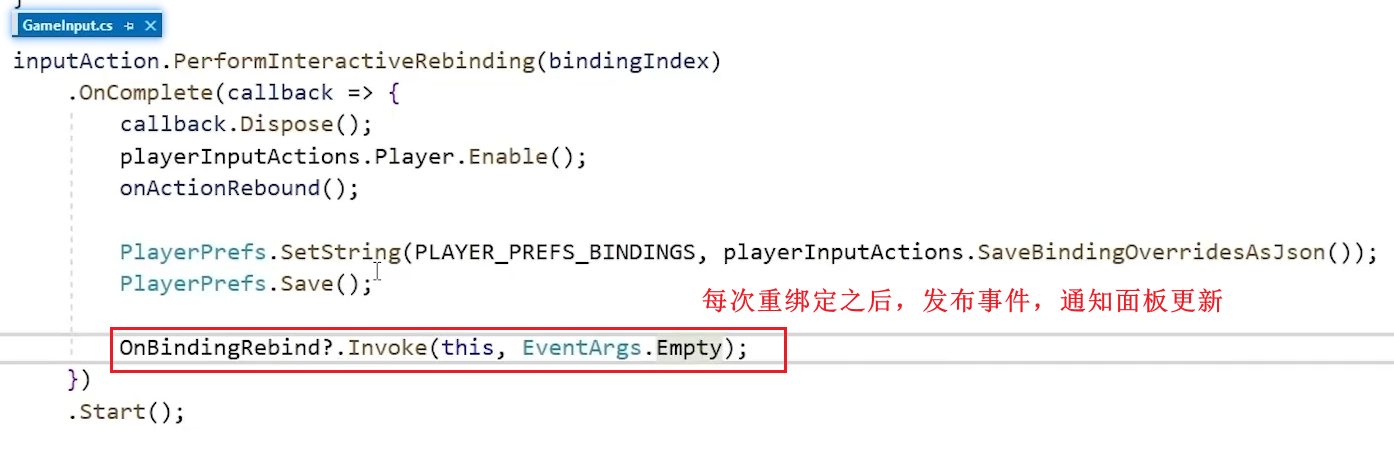 GameInput.cs
inputAction.PerformInteractiveRebinding(bindingIndex)
.OnComplete(callback => {
callback.Dispose();
playerInputActions.Player.Enable();
onActionRebound();
PlayerPrefs.SetString(PLAYER_PREFS_BINDINGS, playerInputActions.SaveBindingOverridesAsJson());
PlayerPrefs.Save();
每次重绑定之后，发布事件，通知面板更新
OnBindingRebind?.Invoke(this, EventArgs.Empty);
})
.Start();